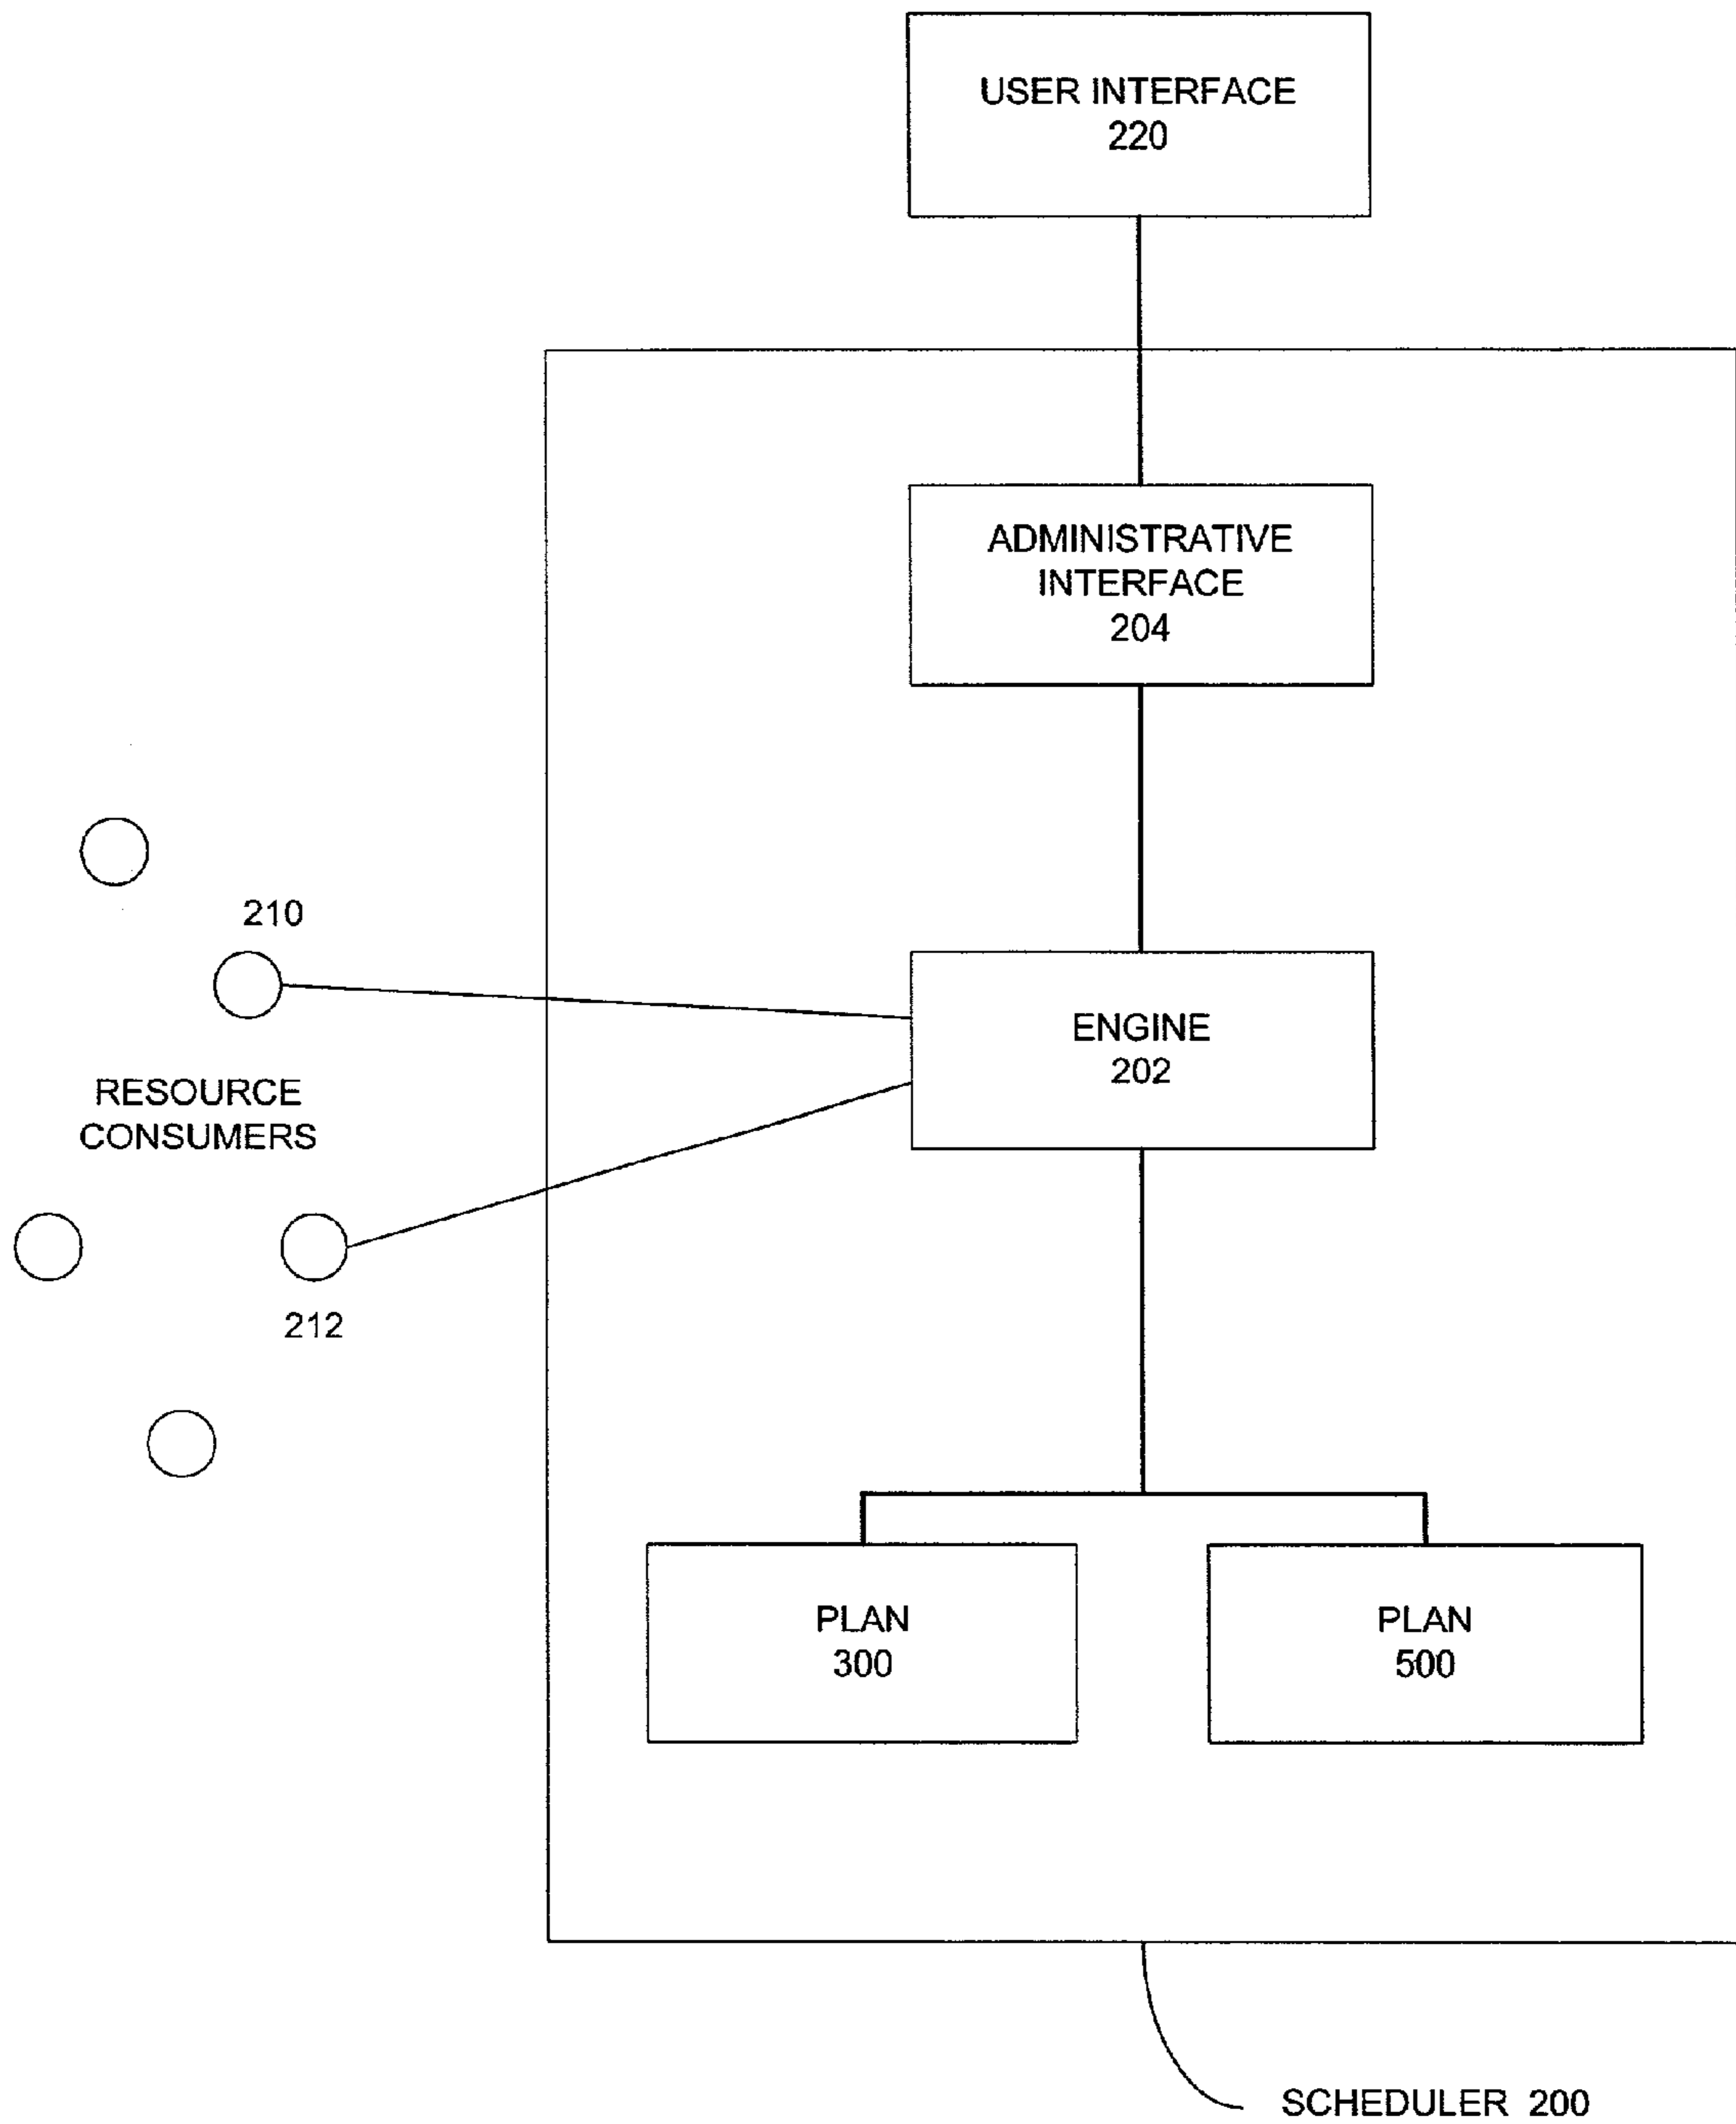 USER INTERFACE
220
ADMINISTRATIVE
INTERFACE
204
210
RESOURCE
CONSUMERS
ENGINE
202
212
PLAN
300
PLAN
500
SCHEDULER 200